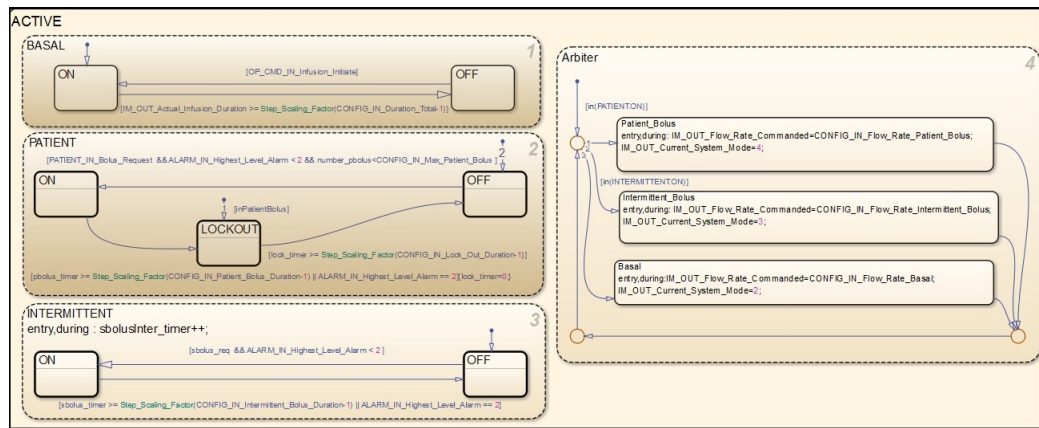 ACTIVE
BASAL
1
ON
[OP_CMD_IN_Infusion_Initiate]
OFF
[IM_OUT_Actual_Infusion_Duration >= Step_Scaling_Factor(CONFIG_IN_Duration_Total-1)]
PATIENT
2
[PATIENT_IN_Bolus_Request &&ALARM_IN_Highest_Level_Alarm < 2 && number_pbolus<CONFIG_IN_Max_Patient_Bolus ]
2
ON
OFF
1
[inPatientBolus]
LOCKOUT
[lock_timer >= Step_Scaling_Factor(CONFIG_IN_Lock_Out_Duration-1)]
[pbolus_timer >= Step_Scaling_Factor(CONFIG_IN_Patient_Bolus_Duration-1) || ALARM_IN_Highest_Level_Alarm == 2]{lock_timer=0;}
INTERMITTENT
3
entry,during : sbolusInter_timer++;
ON
[sbolus_req && ALARM_IN_Highest_Level_Alarm < 2 ]
OFF
[sbolus_timer >= Step_Scaling_Factor(CONFIG_IN_Intermittent_Bolus_Duration-1) || ALARM_IN_Highest_Level_Alarm == 2]
Arbiter
4
[in(PATIENT.ON)]
1
2
3
Patient_Bolus
entry,during: IM_OUT_Flow_Rate_Commanded=CONFIG_IN_Flow_Rate_Patient_Bolus;
IM_OUT_Current_System_Mode=4;
[in(INTERMITTENT.ON)]
Intermittent_Bolus
entry,during: IM_OUT_Flow_Rate_Commanded=CONFIG_IN_Flow_Rate_Intermittent_Bolus;
IM_OUT_Current_System_Mode=3;
Basal
entry,during:IM_OUT_Flow_Rate_Commanded=CONFIG_IN_Flow_Rate_Basal;
IM_OUT_Current_System_Mode=2;